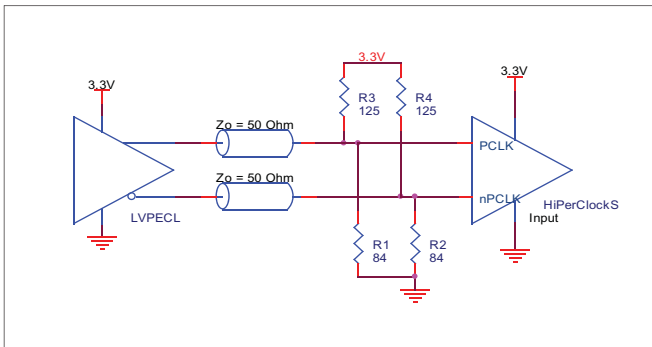 3.3V
3.3V
3.3V
R3
125
R4
125
Zo = 50 Ohm
PCLK
Zo = 50 Ohm
nPCLK
HiPerClockS
Input
LVPECL
R1
84
R2
84